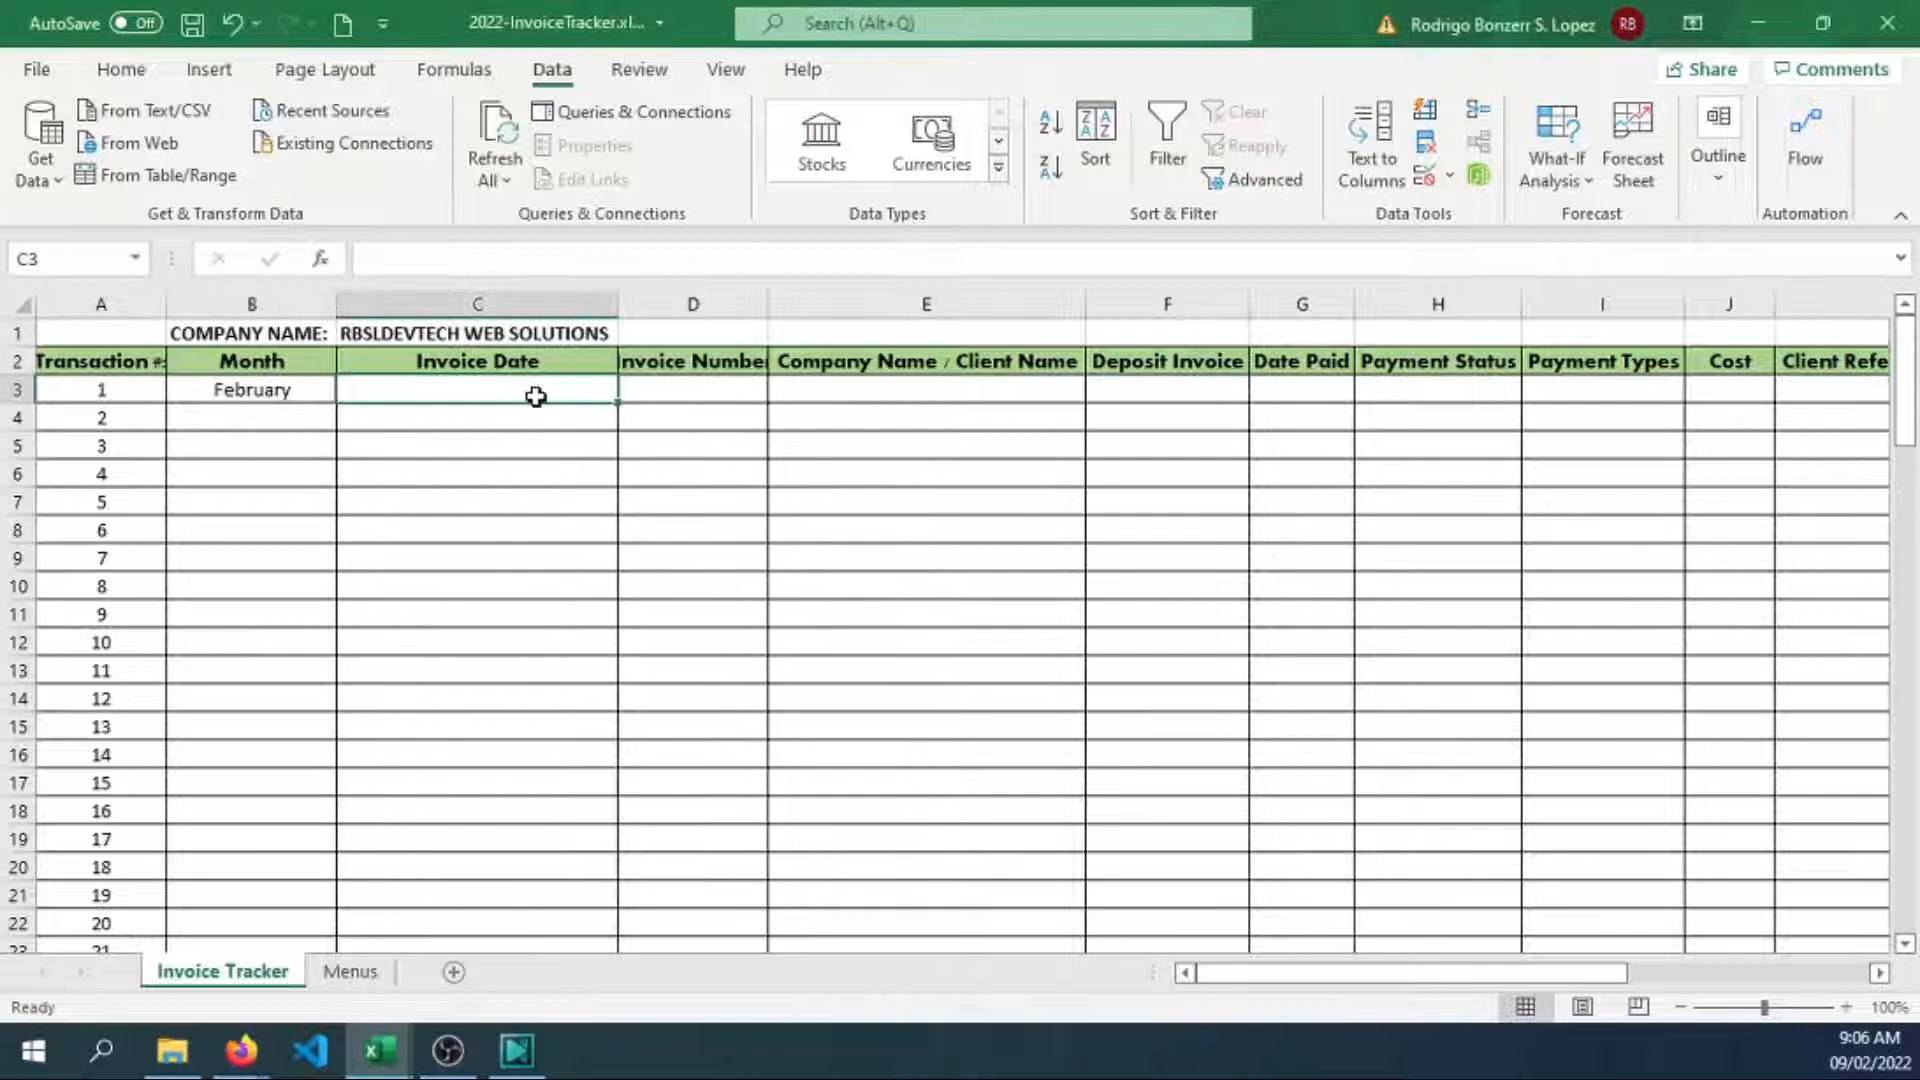 AutoSave Off 2022-InvoiceTracker.xl... Search (Alt+Q) Rodrigo Bonzerr S. Lopez RB
File Home Insert Page Layout Formulas Data Review View Help Share Comments
Get Data
From Text/CSV
From Web
From Table/Range
Recent Sources
Existing Connections
Get & Transform Data
Refresh All
Queries & Connections
Properties
Edit Links
Queries & Connections
Stocks
Currencies
Data Types
Sort
Filter
Clear
Reapply
Advanced
Sort & Filter
Text to Columns
Data Tools
What-If Analysis
Forecast Sheet
Forecast
Outline
Flow
Automation
C3 fx
A B C D E F G H I J
1 COMPANY NAME: RBSLDEVTECH WEB SOLUTIONS
2 Transaction #: Month Invoice Date Invoice Number Company Name / Client Name Deposit Invoice Date Paid Payment Status Payment Types Cost Client Refe
3 1 February
4 2
5 3
6 4
7 5
8 6
9 7
10 8
11 9
12 10
13 11
14 12
15 13
16 14
17 15
18 16
19 17
20 18
21 19
22 20
23 21
Invoice Tracker Menus
Ready 100%
9:06 AM
09/02/2022